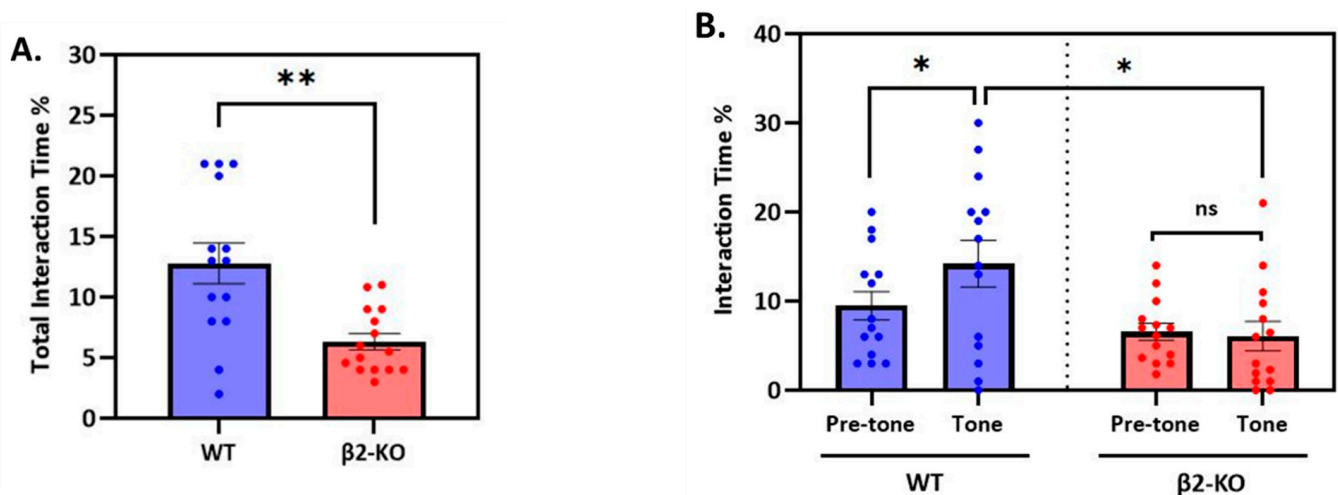 A.
Total Interaction Time %
30
25
20
15
10
5
0
**
WT
β2-KO
B.
Interaction Time %
40
30
20
10
0
*
*
ns
Pre-tone
Tone
Pre-tone
Tone
WT
β2-KO